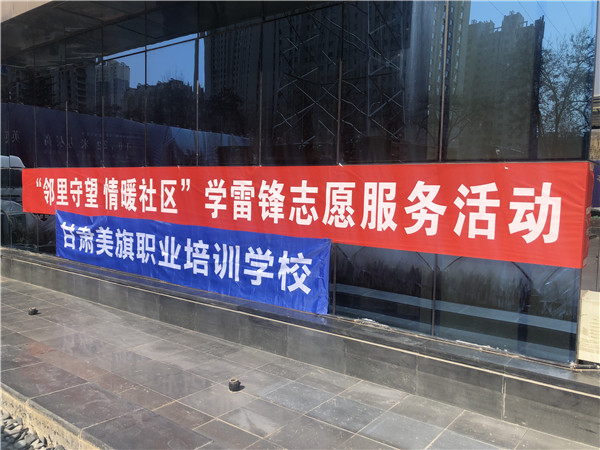 “邻里守望 情暖社区”学雷锋志愿服务活动
甘肃美旗职业培训学校